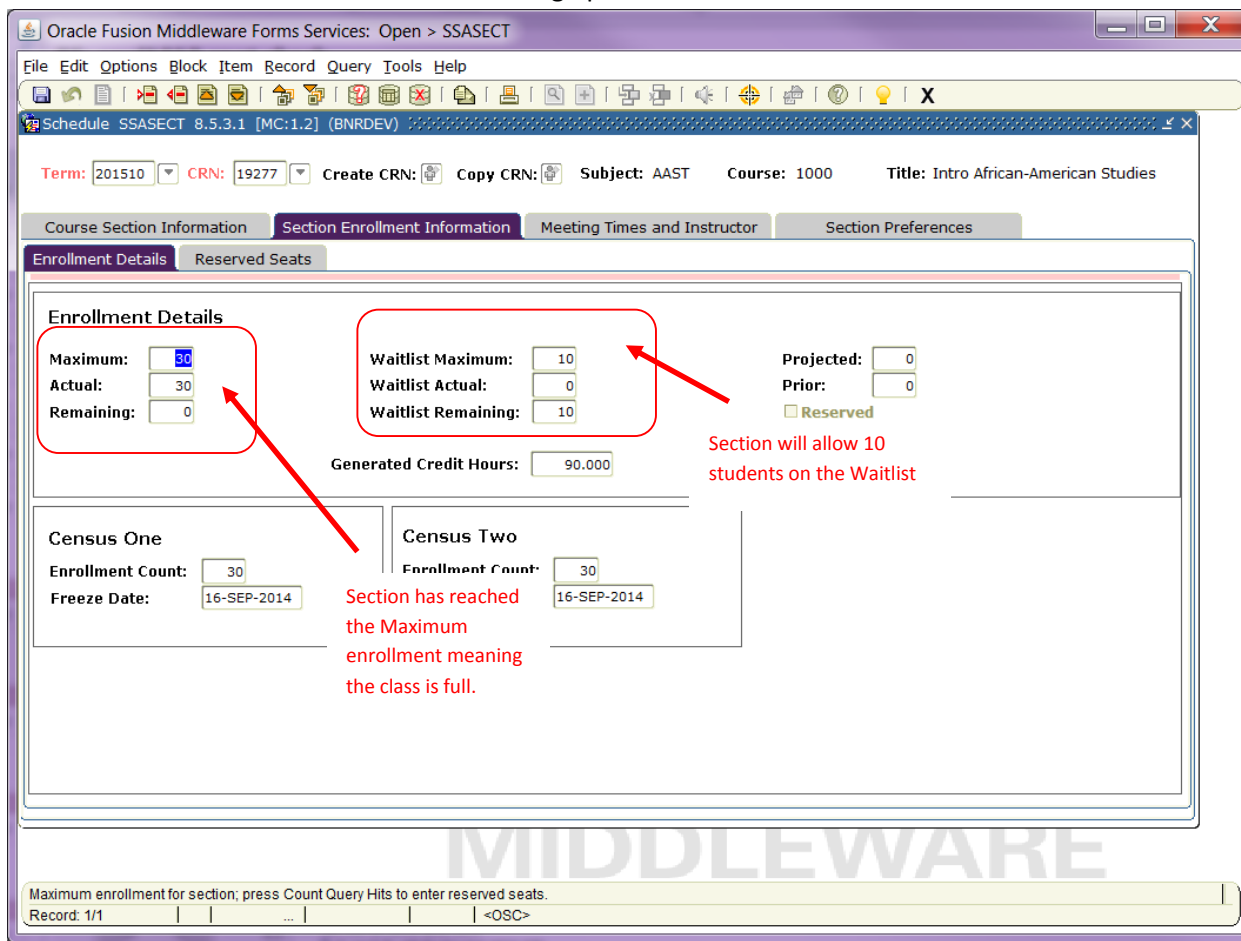 Oracle Fusion Middleware Forms Services: Open > SSASECT
File Edit Options Block Item Record Query Tools Help
X
Schedule SSASECT 8.5.3.1 [MC:1.2] (BNRDEV)
Term: 201510 CRN: 19277 Create CRN: Copy CRN: Subject: AAST Course: 1000 Title: Intro African-American Studies
Course Section Information Section Enrollment Information Meeting Times and Instructor Section Preferences
Enrollment Details Reserved Seats
Enrollment Details
Maximum: 30 Waitlist Maximum: 10 Projected: 0
Actual: 30 Waitlist Actual: 0 Prior: 0
Remaining: 0 Waitlist Remaining: 10 Reserved
Section will allow 10
students on the Waitlist
Generated Credit Hours: 90.000
Census One Census Two
Enrollment Count: 30 Enrollment Count: 30
Freeze Date: 16-SEP-2014 16-SEP-2014
Section has reached
the Maximum
enrollment meaning
the class is full.
MIDDLEWARE
Maximum enrollment for section; press Count Query Hits to enter reserved seats.
Record: 1/1 ... <OSC>